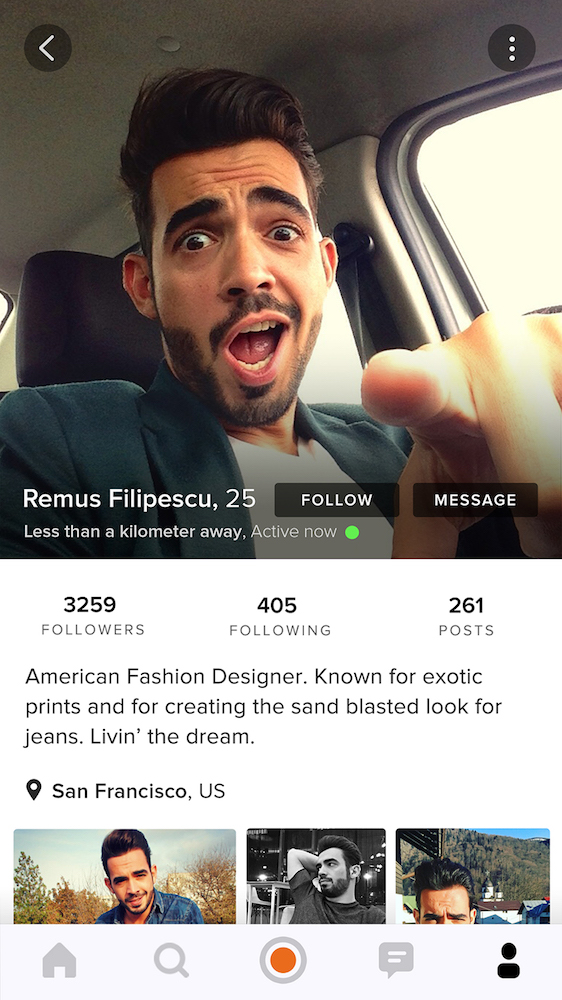 Remus Filipescu, 25
FOLLOW
MESSAGE
Less than a kilometer away, Active now
3259
FOLLOWERS
405
FOLLOWING
261
POSTS
American Fashion Designer. Known for exotic
prints and for creating the sand blasted look for
jeans. Livin’ the dream.
San Francisco, US